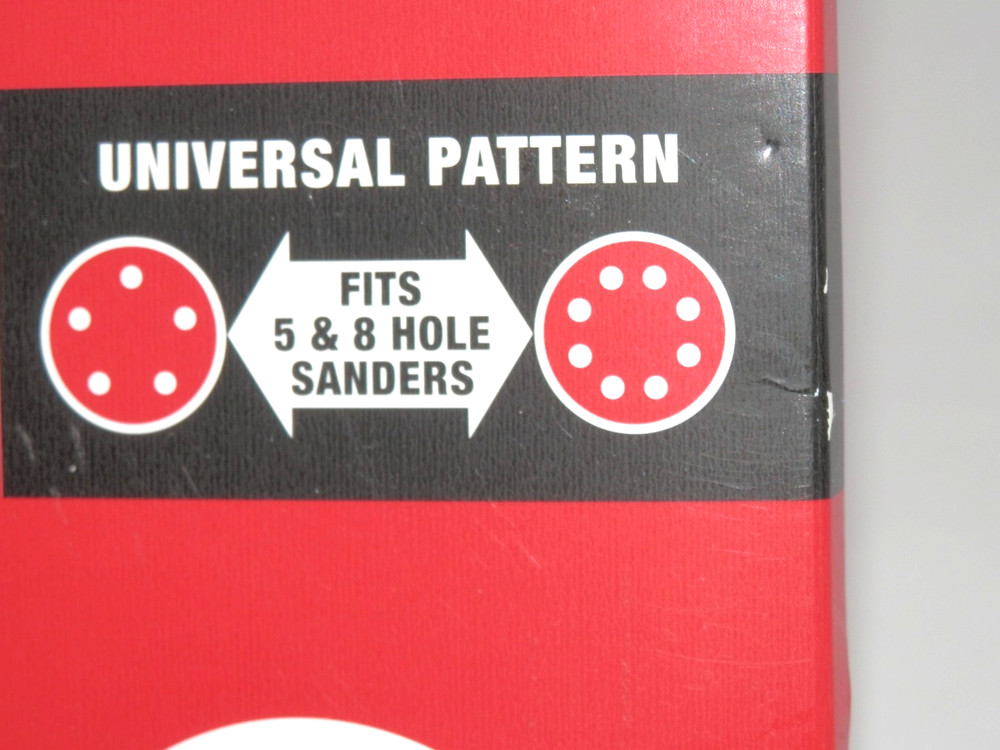 UNIVERSAL PATTERN
FITS
5 & 8 HOLE
SANDERS